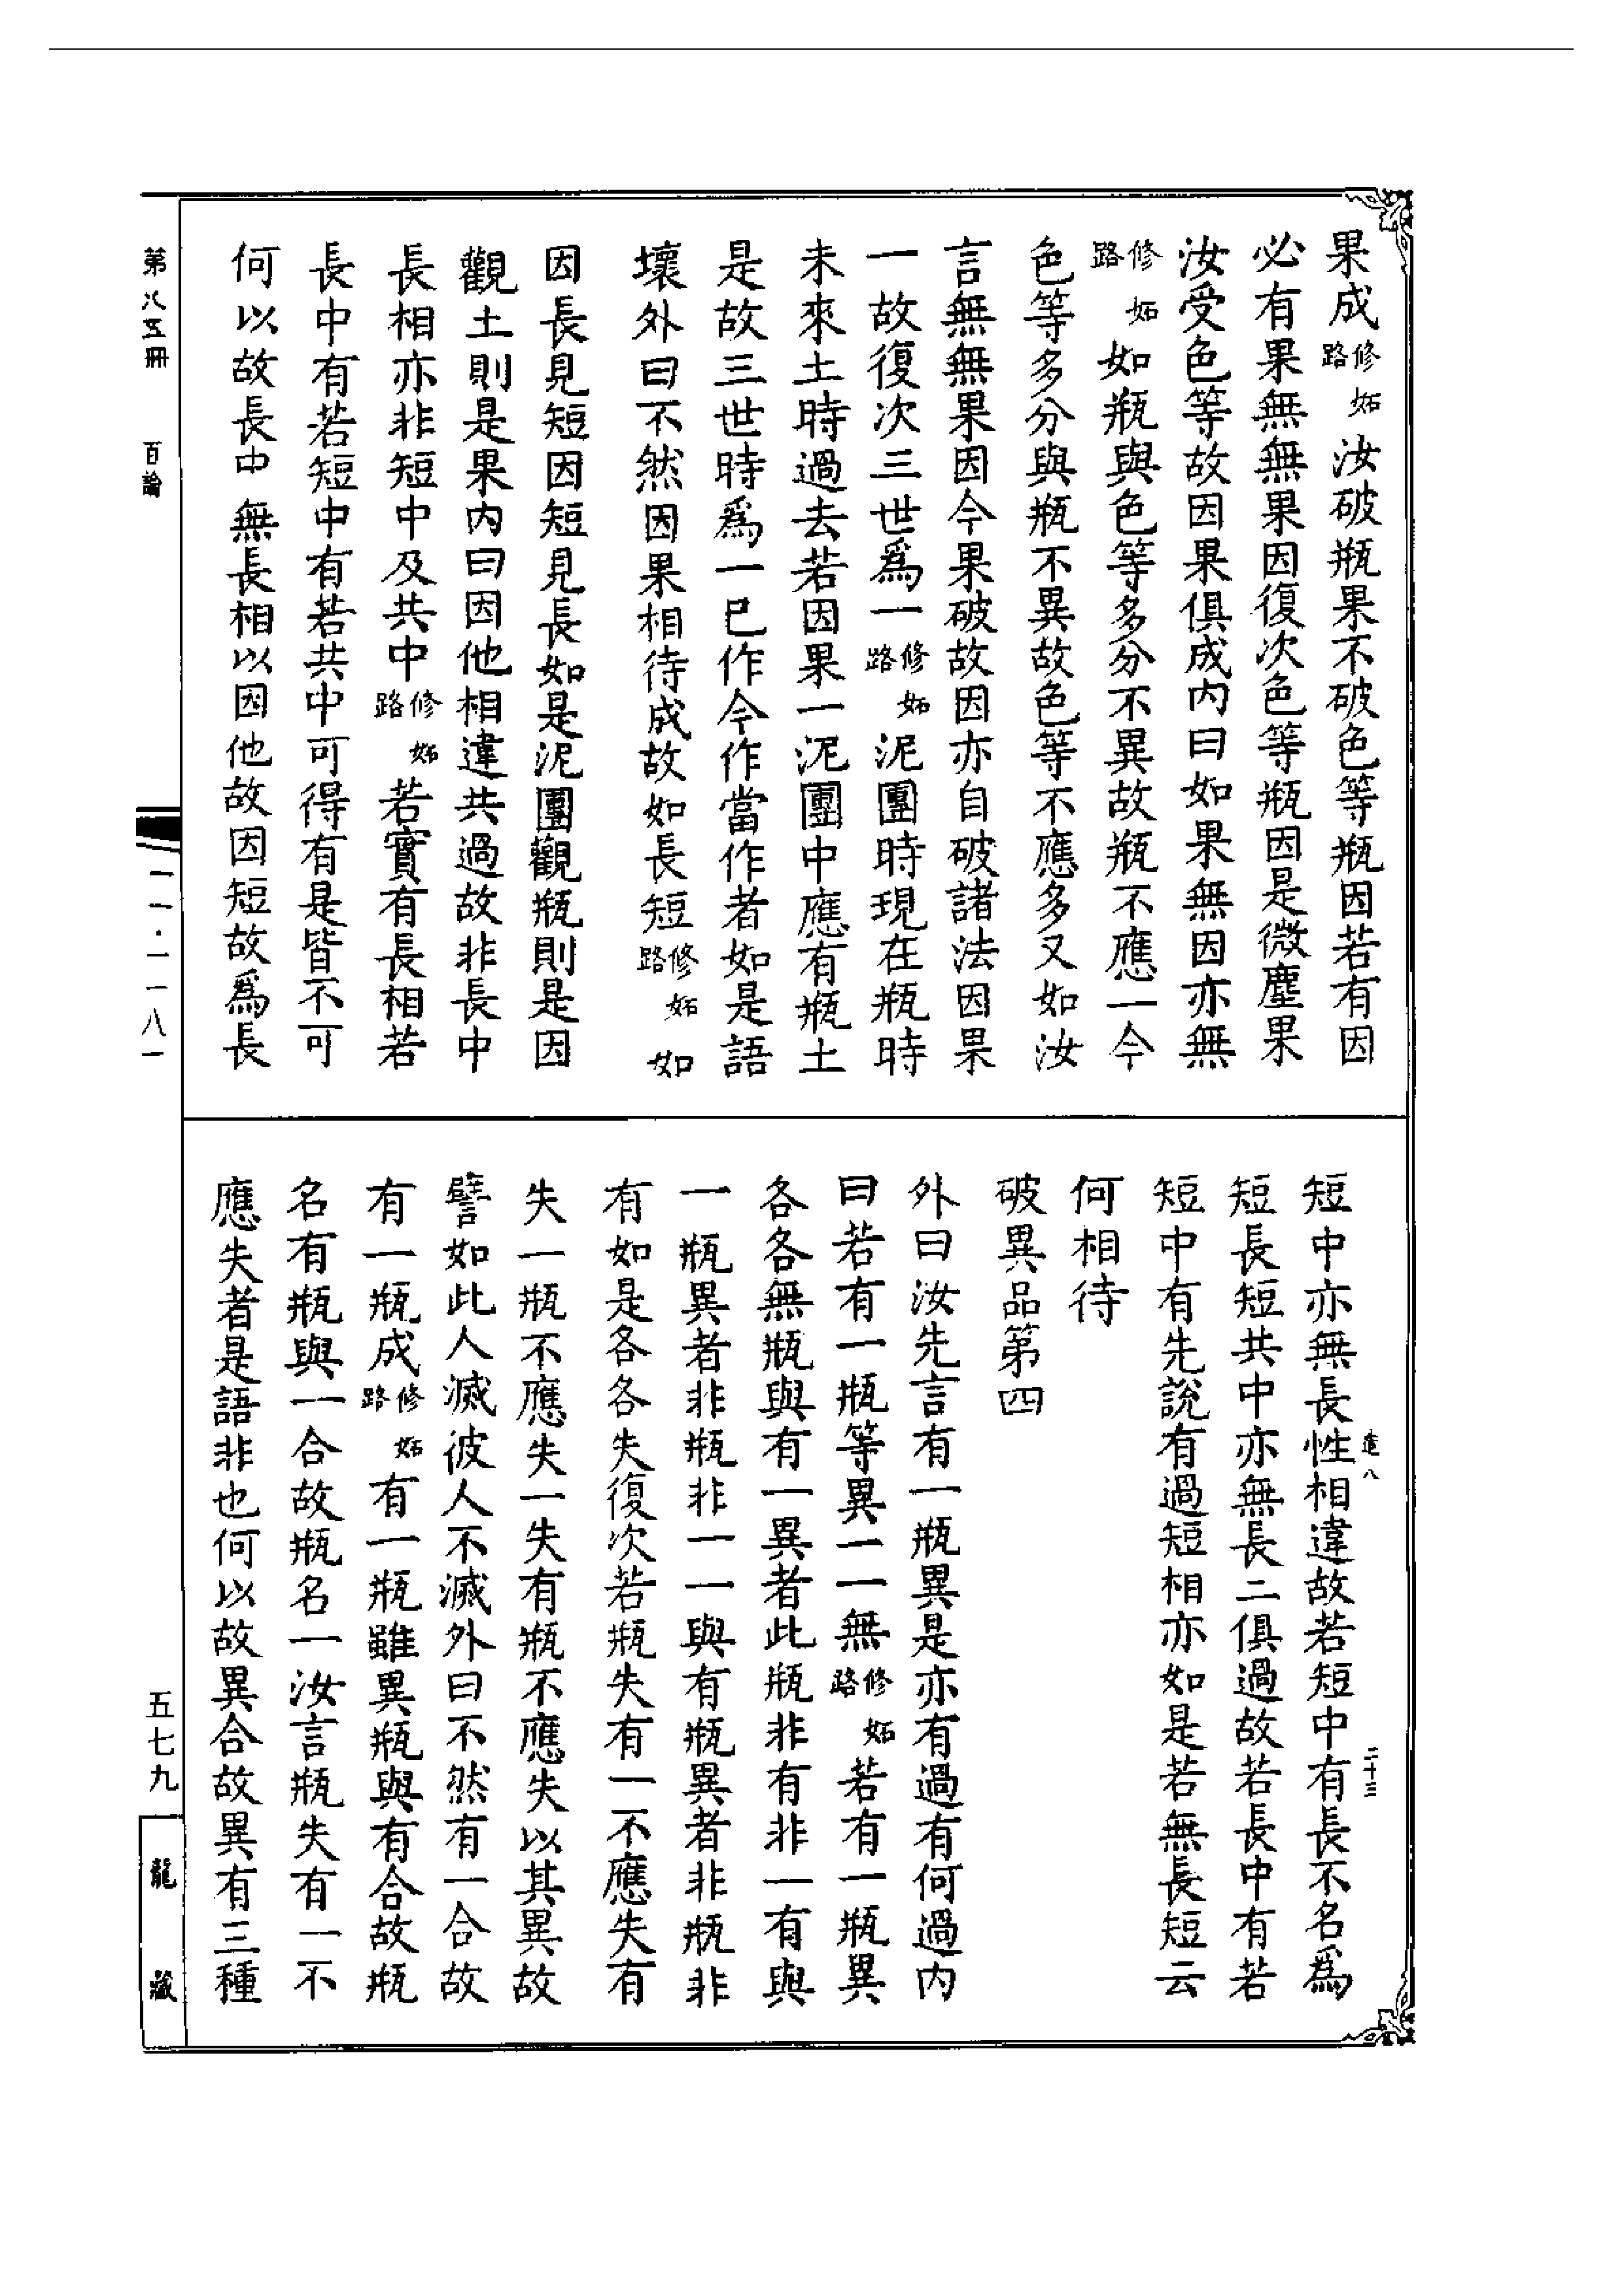 果成修妬路汝破瓶果不破色等瓶因若有因
必有果無無果因復次色等瓶因是微塵果
汝受色等故因果俱成內曰如果無因亦無
修妬路如瓶與色等多分不異故瓶不應一今
色等多分與瓶不異故色等不應多又如汝
言無無果因今果破故因亦自破諸法因果
一故復次三世爲一修妬路泥團時現在瓶時
未來土時過去若因果一泥團中應有瓶土
是故三世時爲一已作今作當作者如是語
壞外曰不然因果相待成故如長短修妬路如
因長見短因短見長如是泥團觀瓶則是因
觀土則是果內曰因他相違共過故非長中
長相亦非短中及共中修妬路若實有長相若
長中有若短中有若共中可得有是皆不可
何以故長中無長相以因他故因短故爲長
短中亦無長性相違故若短中有長不名爲
短長短共中亦無長二俱過故若長中有若
短中有先說有過短相亦如是若無長短云
何相待
破異品第四
外曰汝先言有一瓶異是亦有過有何過內
曰若有一瓶等異一一無修妬路若有一瓶異
各各無瓶與有一異者此瓶非有非一有與
一瓶異者非瓶非一一與有瓶異者非瓶非
有如是各各失復次若瓶失有一不應失有
失一瓶不應失一失有瓶不應失以其異故
譬如此人滅彼人不滅外曰不然有一合故
有一瓶成修妬路有一瓶雖異瓶與有合故瓶
名有瓶與一合故瓶名一汝言瓶失有一不
應失者是語非也何以故異合故異有三種
造八
二十三
第八五冊
百論
一一·一一八一
五七九
龍藏